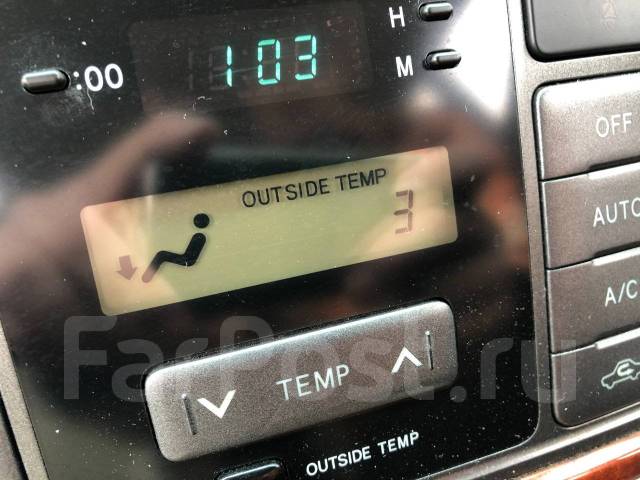 H
:00
1 03
M
OUTSIDE TEMP
3
OFF
AUTO
A/C
TEMP
OUTSIDE TEMP
FarPost.ru